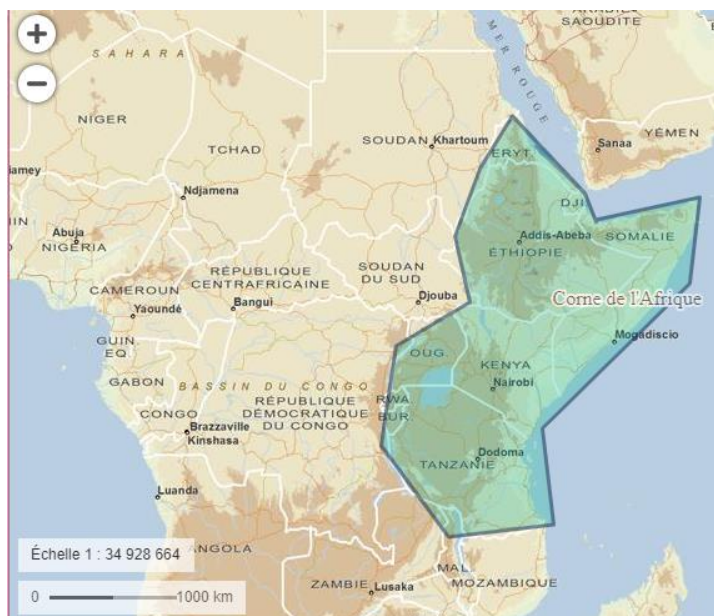 ARABIE
SAOUDITE
SAHARA
MER ROUGE
NIGER
TCHAD
SOUDAN
Khartoum
ERYT.
Sanaa
YÉMEN
Ndjamena
DJI.
Abuja
NIGÉRIA
Addis-Abeba
ÉTHIOPIE
SOMALIE
RÉPUBLIQUE
CENTRAFRICAINE
SOUDAN
DU SUD
CAMEROUN
Yaoundé
Bangui
Djouba
Corne de l'Afrique
GUIN
EQ.
Mogadiscio
OUG.
KENYA
GABON
BASSIN DU CONGO
Nairobi
CONGO
RÉPUBLIQUE
DÉMOCRATIQUE
DU CONGO
RWA
BUR.
Brazzaville
Kinshasa
Dodoma
TANZANIE
Luanda
ANGOLA
Échelle 1 : 34 928 664
MAL.
ZAMBIE
Lusaka
MOZAMBIQUE
0 1000 km